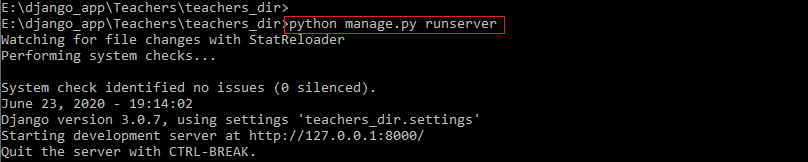 E:\django_app\Teachers\teachers_dir>
E:\django_app\Teachers\teachers_dir>python manage.py runserver
Watching for file changes with StatReloader
Performing system checks...
System check identified no issues (0 silenced).
June 23, 2020 - 19:14:02
Django version 3.0.7, using settings 'teachers_dir.settings'
Starting development server at http://127.0.0.1:8000/
Quit the server with CTRL-BREAK.